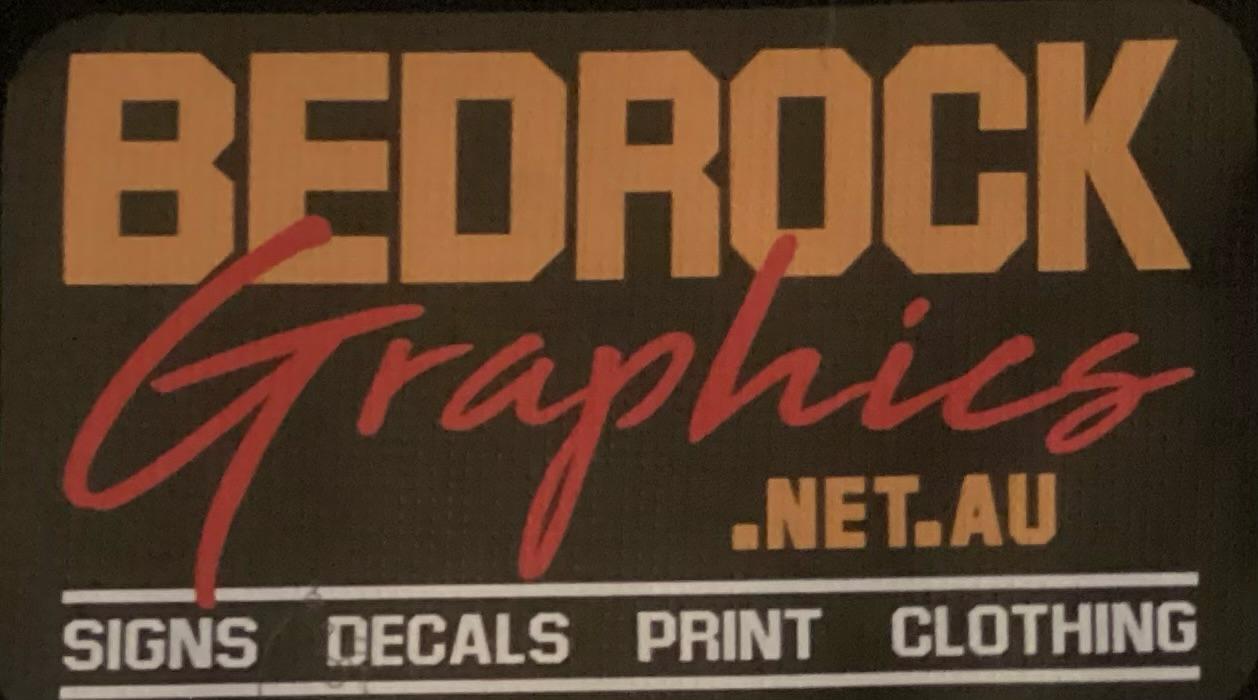 BEDROCK
Graphics
.NET.AU
SIGNS DECALS PRINT CLOTHING